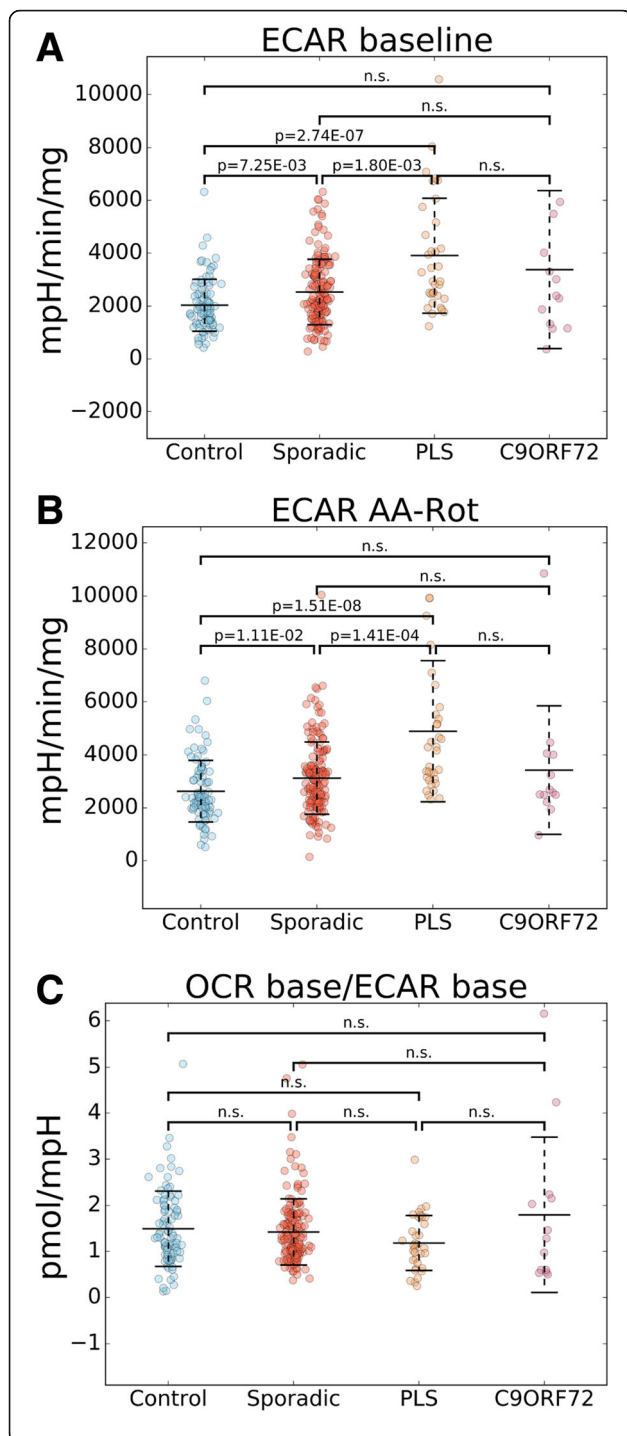 A
ECAR baseline
mpH/min/mg
10000
8000
6000
4000
2000
0
−2000
n.s.
n.s.
p=2.74E-07
p=7.25E-03 p=1.80E-03 n.s.
Control Sporadic PLS C9ORF72
B
ECAR AA-Rot
mpH/min/mg
12000
10000
8000
6000
4000
2000
0
n.s.
n.s.
p=1.51E-08
p=1.11E-02 p=1.41E-04 n.s.
Control Sporadic PLS C9ORF72
C
OCR base/ECAR base
pmol/mpH
6
5
4
3
2
1
0
−1
n.s.
n.s.
n.s.
n.s. n.s. n.s.
Control Sporadic PLS C9ORF72